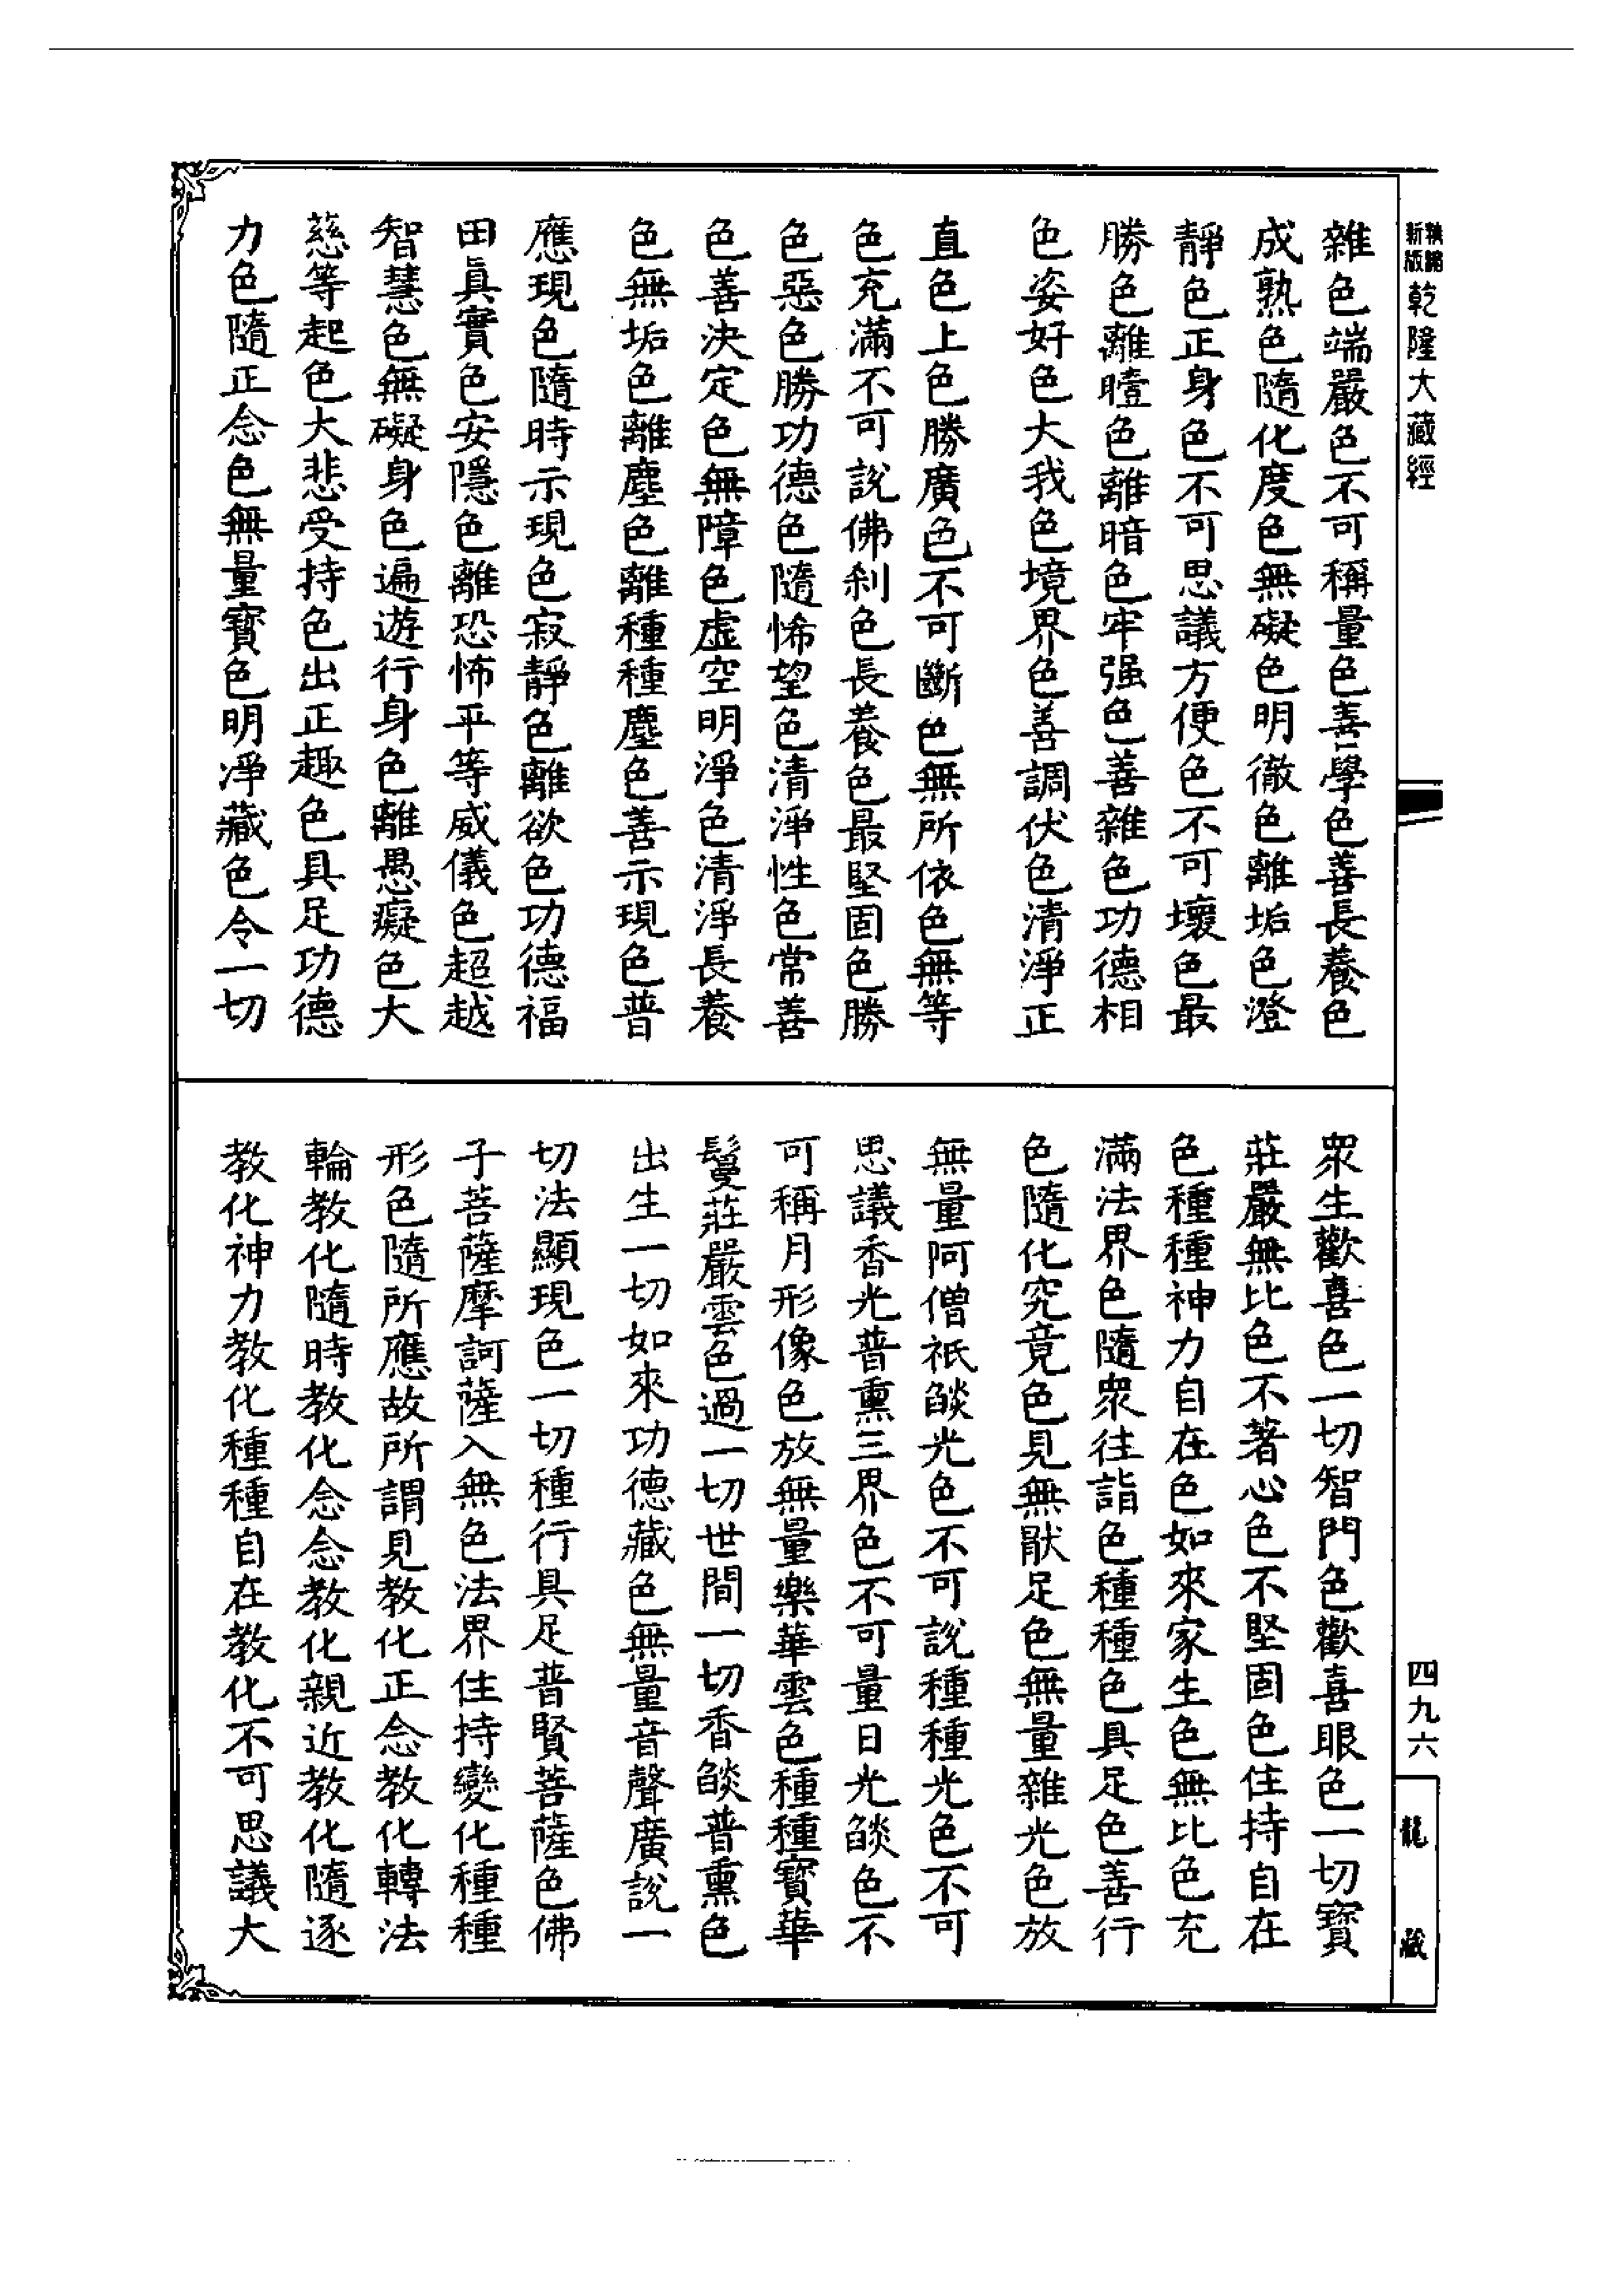 新版
乾隆大藏經
雜色端嚴色不可稱量色善學色善長養色
成熟色隨化度色無礙色明徹色離垢色澄
靜色正身色不可思議方便色不可壞色最
勝色離曀色離暗色牢强色善雜色功德相
色姿好色大我色境界色善調伏色清淨正
直色上色勝廣色不可斷色無所依色無等
色充滿不可說佛刹色長養色最堅固色勝
色惡色勝功德色隨悕望色清淨性色常善
色善決定色無障色虛空明淨色清淨長養
色無垢色離塵色離種種塵色善示現色普
應現色隨時示現色寂靜色離欲色功德福
田眞實色安隱色離恐怖平等威儀色超越
智慧色無礙身色遍遊行身色離愚癡色大
慈等起色大悲受持色出正趣色具足功德
力色隨正念色無量寶色明淨藏色令一切
衆生歡喜色一切智門色歡喜眼色一切寶
莊嚴無比色不著心色不堅固色住持自在
色種種神力自在色如來家生色無比色充
滿法界色隨衆往詣色種種色具足色善行
色隨化究竟色見無猒足色無量雜光色放
無量阿僧祇燄光色不可說種種光色不可
思議香光普熏三界色不可量日光燄色不
可稱月形像色放無量樂華雲色種種寶華
鬘莊嚴雲色過一切世間一切香燄普熏色
出生一切如來功德藏色無量音聲廣說一
切法顯現色一切種行具足普賢菩薩色佛
子菩薩摩訶薩入無色法界住持變化種種
形色隨所應故所謂見教化正念教化轉法
輪教化隨時教化念念教化親近教化隨逐
教化神力教化種種自在教化不可思議大
四九六
龍藏